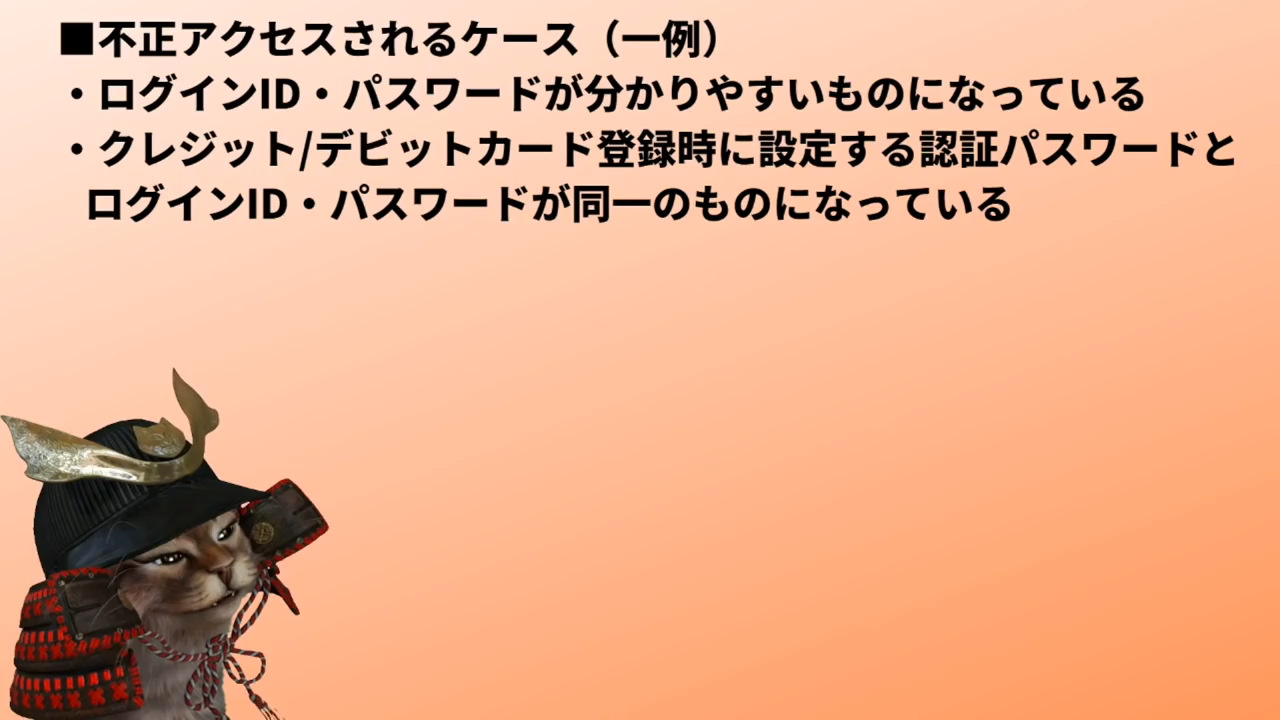 ■不正アクセスされるケース（一例）
・ログインID・パスワードが分かりやすいものになっている
・クレジット/デビットカード登録時に設定する認証パスワードと
ログインID・パスワードが同一のものになっている